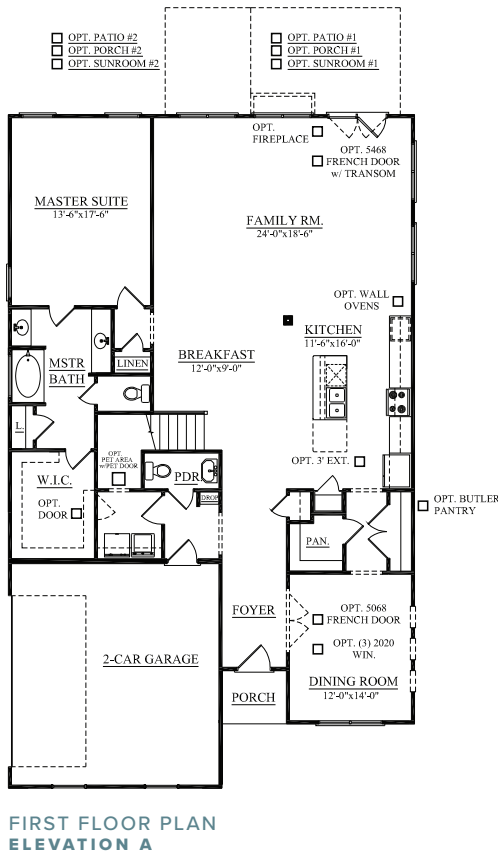 OPT. PATIO #2
OPT. PORCH #2
OPT. SUNROOM #2
OPT. PATIO #1
OPT. PORCH #1
OPT. SUNROOM #1
OPT.
FIREPLACE
OPT. 5468
FRENCH DOOR
w/ TRANSOM
MASTER SUITE
13'-6"x17'-6"
FAMILY RM.
24'-0"x18'-6"
OPT. WALL
OVENS
KITCHEN
11'-6"x16'-0"
BREAKFAST
12'-0"x9'-0"
LINEN
MSTR
BATH
L.
OPT.
PET AREA
w/PET DOOR
PDR.
OPT. 3' EXT.
W.I.C.
OPT.
DOOR
DROP
OPT. BUTLER
PANTRY
PAN.
FOYER
OPT. 5068
FRENCH DOOR
OPT. (3) 2020
WIN.
2-CAR GARAGE
DINING ROOM
12'-0"x14'-0"
PORCH
FIRST FLOOR PLAN
ELEVATION A